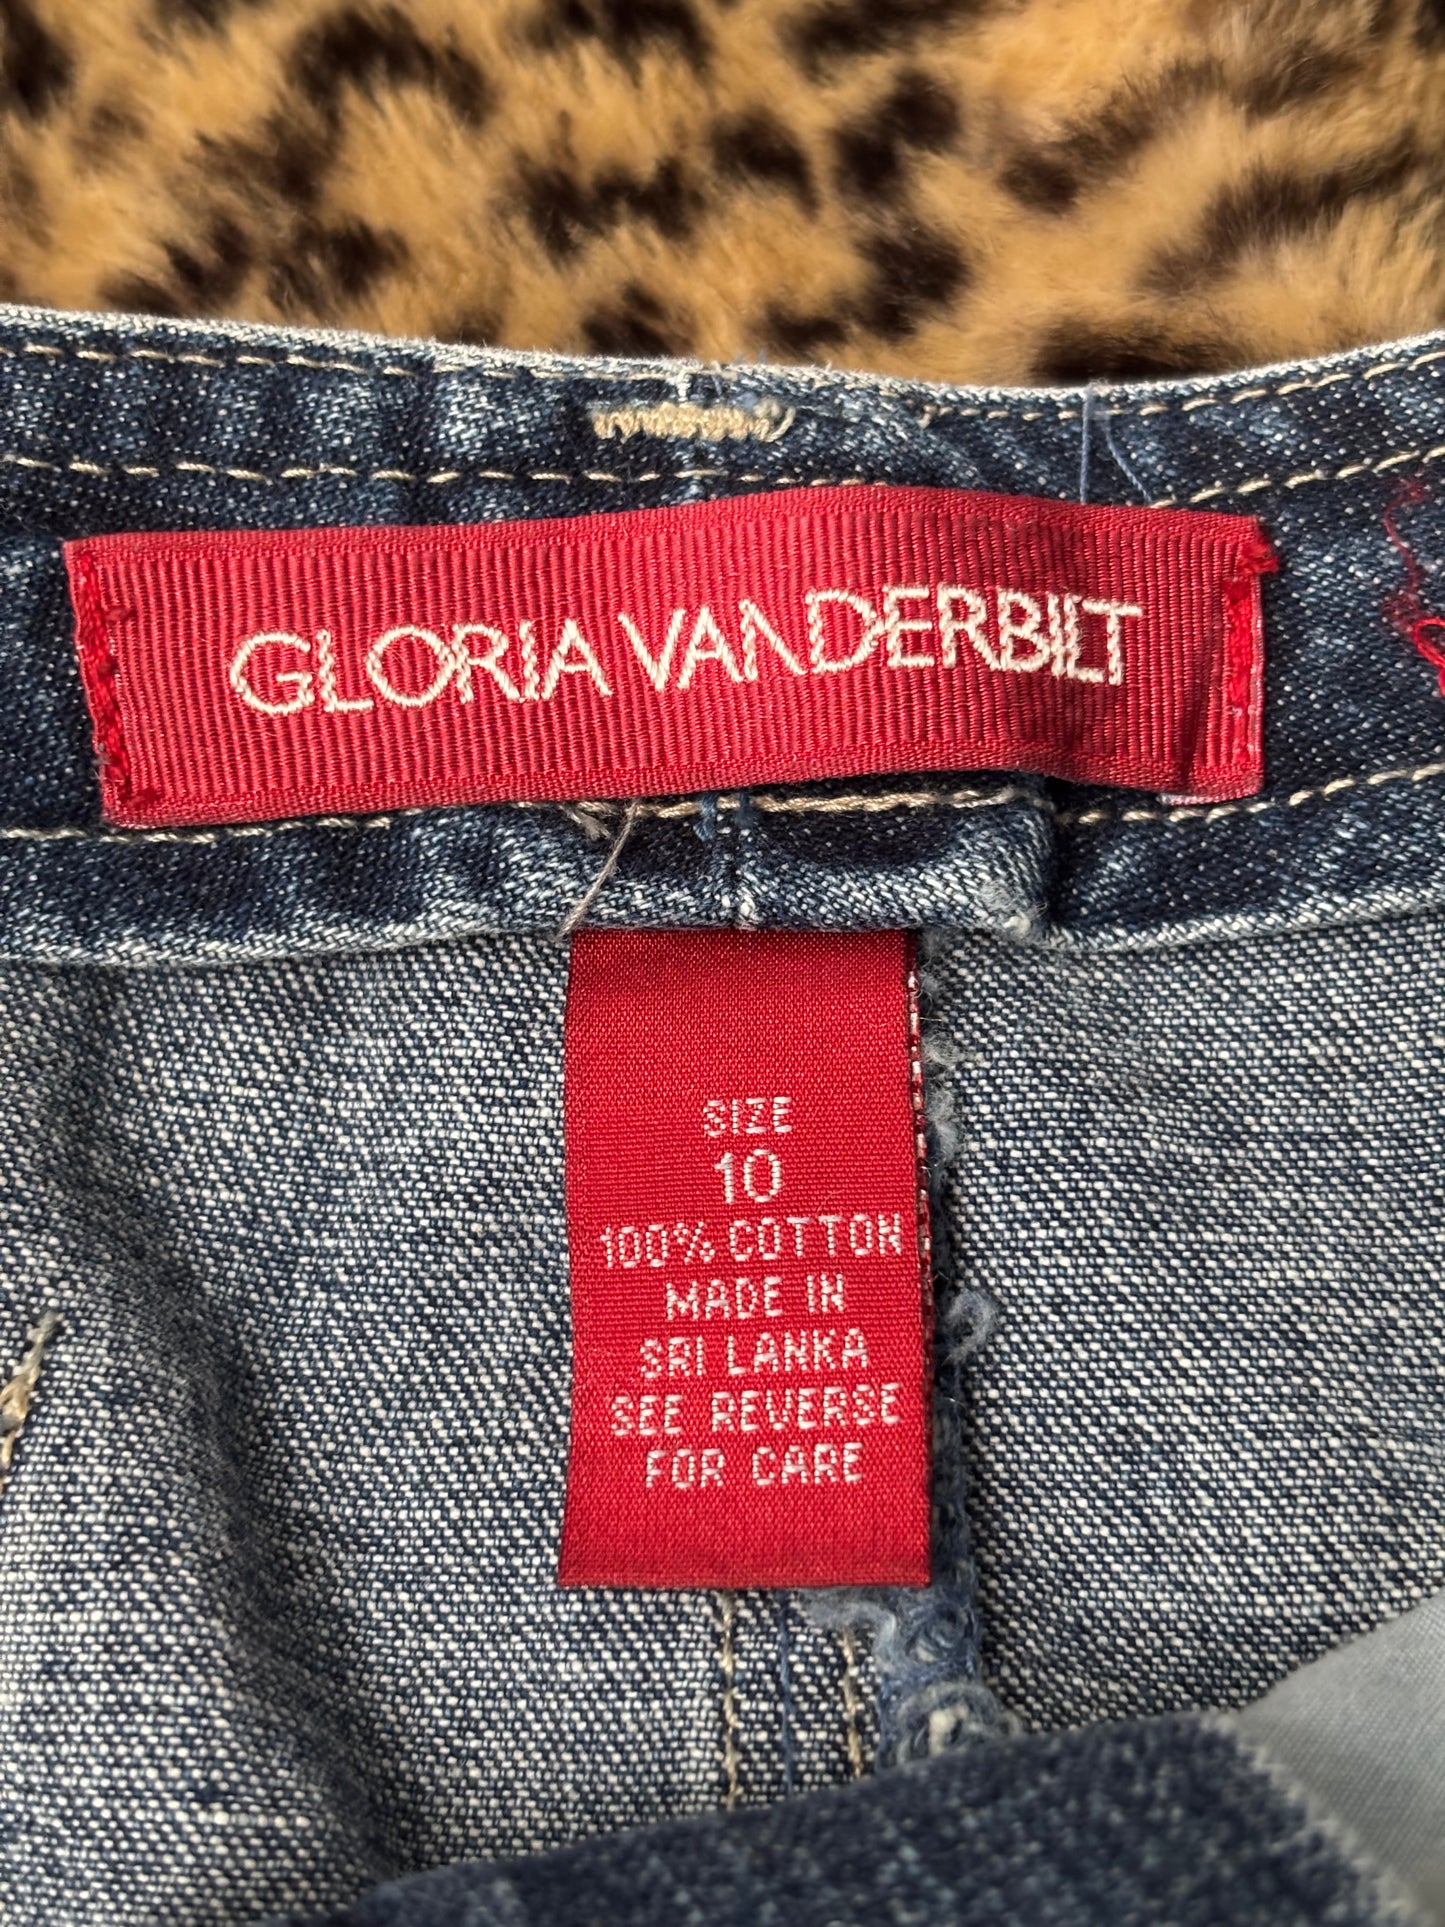 GLORIA VANDERBILT
SIZE
10
100% COTTON
MADE IN
SRI LANKA
SEE REVERSE
FOR CARE